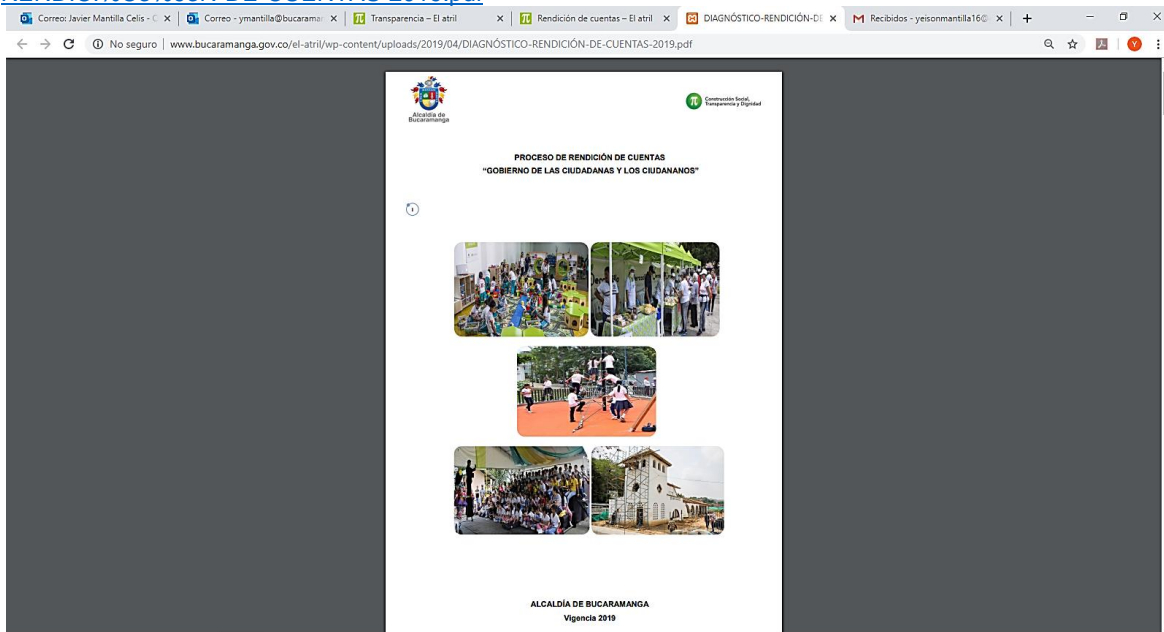 Correo: Javier Mantilla Celis - C
Correo - ymantilla@bucaraman
Transparencia – El atril
Rendición de cuentas – El atril
DIAGNÓSTICO-RENDICIÓN-DE
Recibidos - yeisonmantilla16@
No seguro | www.bucaramanga.gov.co/el-atril/wp-content/uploads/2019/04/DIAGNÓSTICO-RENDICIÓN-DE-CUENTAS-2019.pdf
Y
Alcaldía de
Bucaramanga
Construcción Social,
Transparencia y Dignidad
PROCESO DE RENDICIÓN DE CUENTAS
“GOBIERNO DE LAS CIUDADANAS Y LOS CIUDANANOS”
1
ALCALDÍA DE BUCARAMANGA
Vigencia 2019